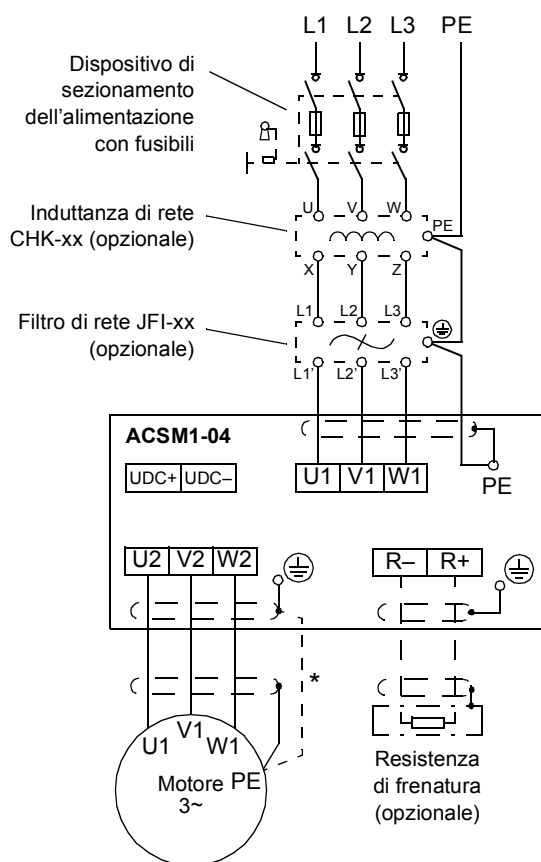 L1 L2 L3 PE
Dispositivo di
sezionamento
dell'alimentazione
con fusibili
U V W
Induttanza di rete
CHK-xx (opzionale)
PE
X Y Z
L1 L2 L3
Filtro di rete JFI-xx
(opzionale)
L1' L2' L3'
ACSM1-04
UDC+ UDC–
U1 V1 W1
PE
U2 V2 W2
R– R+
*
U1 V1 W1
Motore PE
3~
Resistenza
di frenatura
(opzionale)